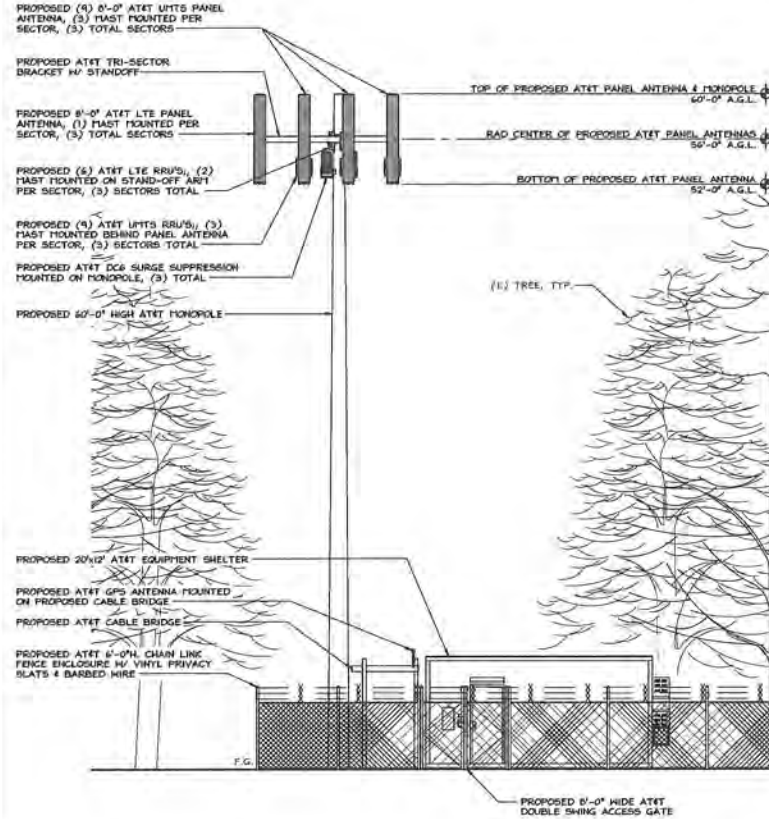 PROPOSED (9) 8'-0" AT&T UMTS PANEL
ANTENNA, (3) MAST MOUNTED PER
SECTOR, (3) TOTAL SECTORS
PROPOSED AT&T TRI-SECTOR
BRACKET W/ STANDOFF
PROPOSED 8'-0" AT&T LTE PANEL
ANTENNA, (1) MAST MOUNTED PER
SECTOR, (3) TOTAL SECTORS
PROPOSED (6) AT&T LTE RRU'S; (2)
MAST MOUNTED ON STAND-OFF ARM
PER SECTOR, (3) SECTORS TOTAL
PROPOSED (9) AT&T UMTS RRU'S; (3)
MAST MOUNTED BEHIND PANEL ANTENNA
PER SECTOR, (3) SECTORS TOTAL
PROPOSED AT&T DC6 SURGE SUPPRESSION
MOUNTED ON MONOPOLE, (3) TOTAL
PROPOSED 60'-0" HIGH AT&T MONOPOLE
TOP OF PROPOSED AT&T PANEL ANTENNA & MONOPOLE
60'-0" A.G.L.
RAD CENTER OF PROPOSED AT&T PANEL ANTENNAS
56'-0" A.G.L.
BOTTOM OF PROPOSED AT&T PANEL ANTENNA
52'-0" A.G.L.
(E) TREE, TYP.
PROPOSED 20'x12' AT&T EQUIPMENT SHELTER
PROPOSED AT&T GPS ANTENNA MOUNTED
ON PROPOSED CABLE BRIDGE
PROPOSED AT&T CABLE BRIDGE
PROPOSED AT&T 6'-0"H. CHAIN LINK
FENCE ENCLOSURE W/ VINYL PRIVACY
SLATS & BARBED WIRE
F.G.
PROPOSED 8'-0" WIDE AT&T
DOUBLE SWING ACCESS GATE